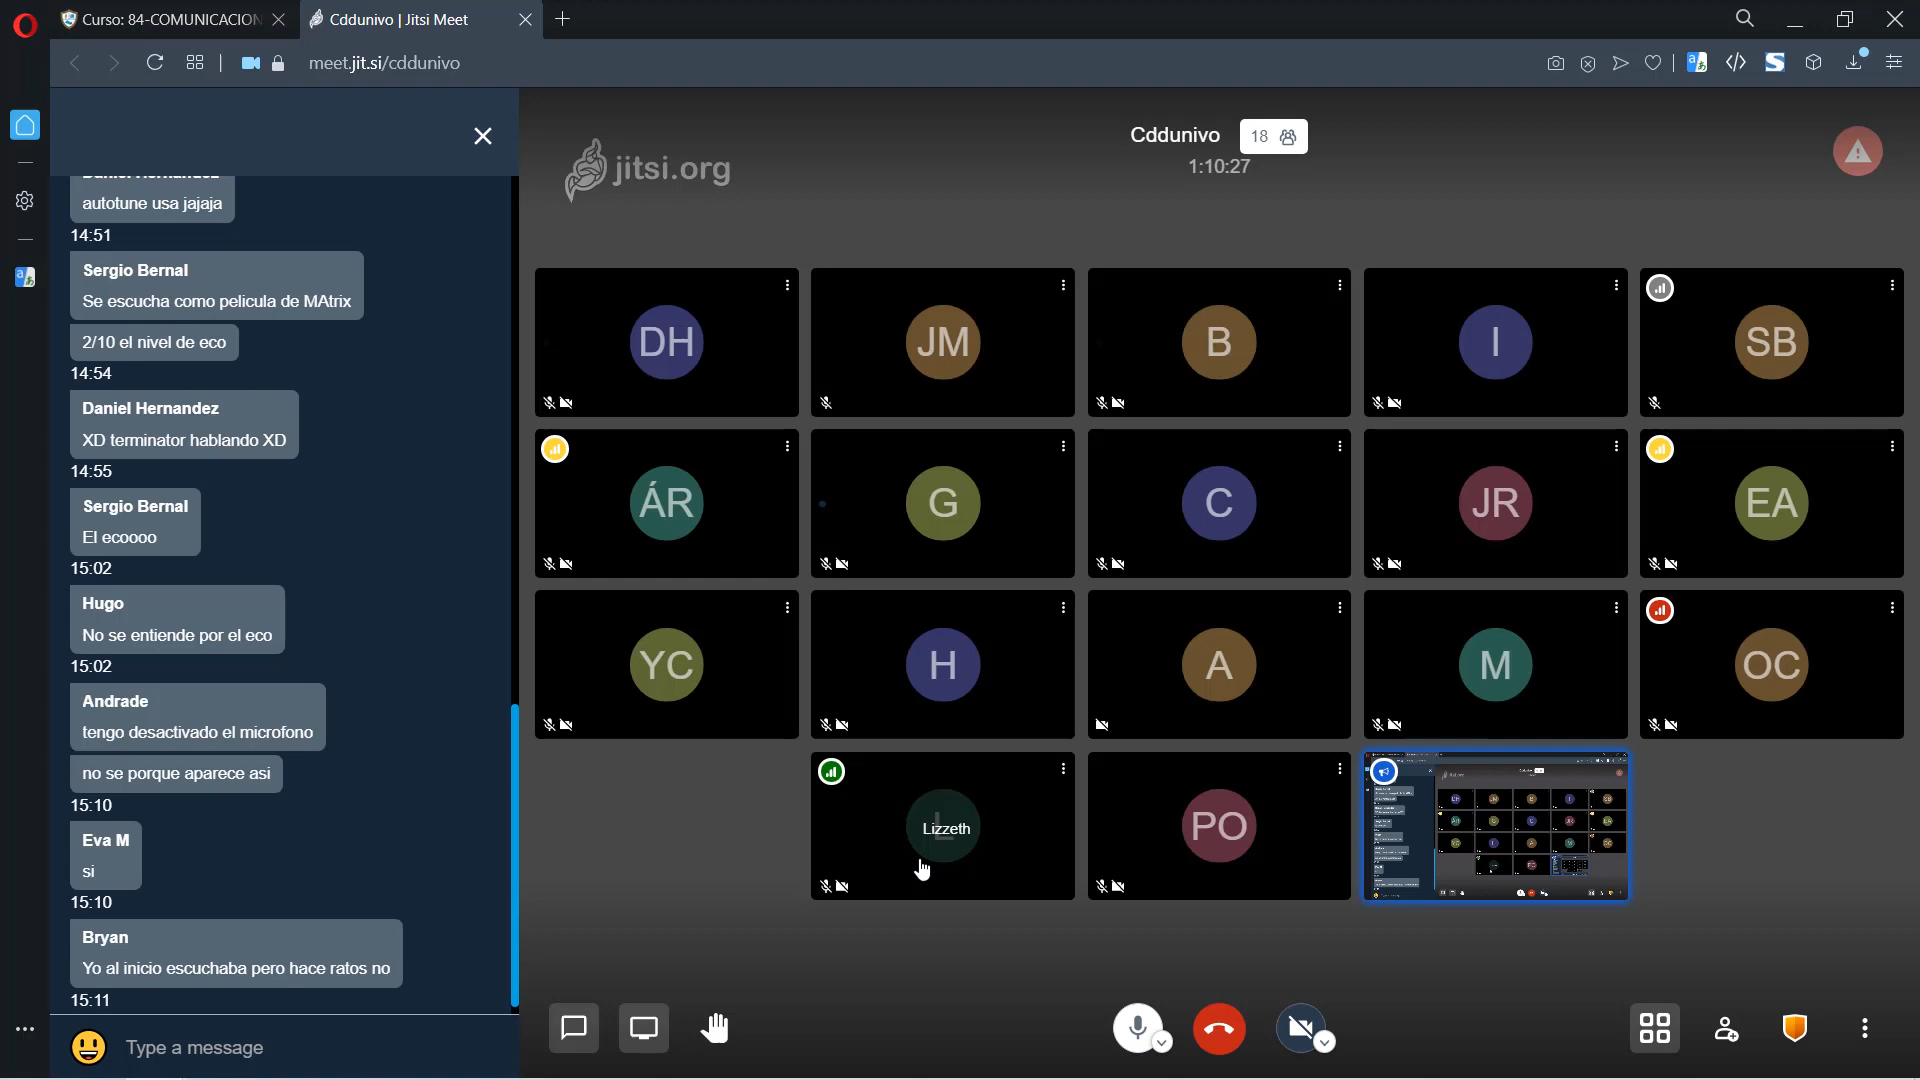 Curso: 84-COMUNICACION
Cddunivo | Jitsi Meet
meet.jit.si/cddunivo
autotune usa jajaja
14:51
Sergio Bernal
Se escucha como pelicula de MAtrix
2/10 el nivel de eco
14:54
Daniel Hernandez
XD terminator hablando XD
14:55
Sergio Bernal
El ecoooo
15:02
Hugo
No se entiende por el eco
15:02
Andrade
tengo desactivado el microfono
no se porque aparece asi
15:10
Eva M
si
15:10
Bryan
Yo al inicio escuchaba pero hace ratos no
15:11
Type a message
jitsi.org
Cddunivo 18
1:10:27
DH
JM
B
I
SB
ÁR
G
C
JR
EA
YC
H
A
M
OC
Lizzeth
PO